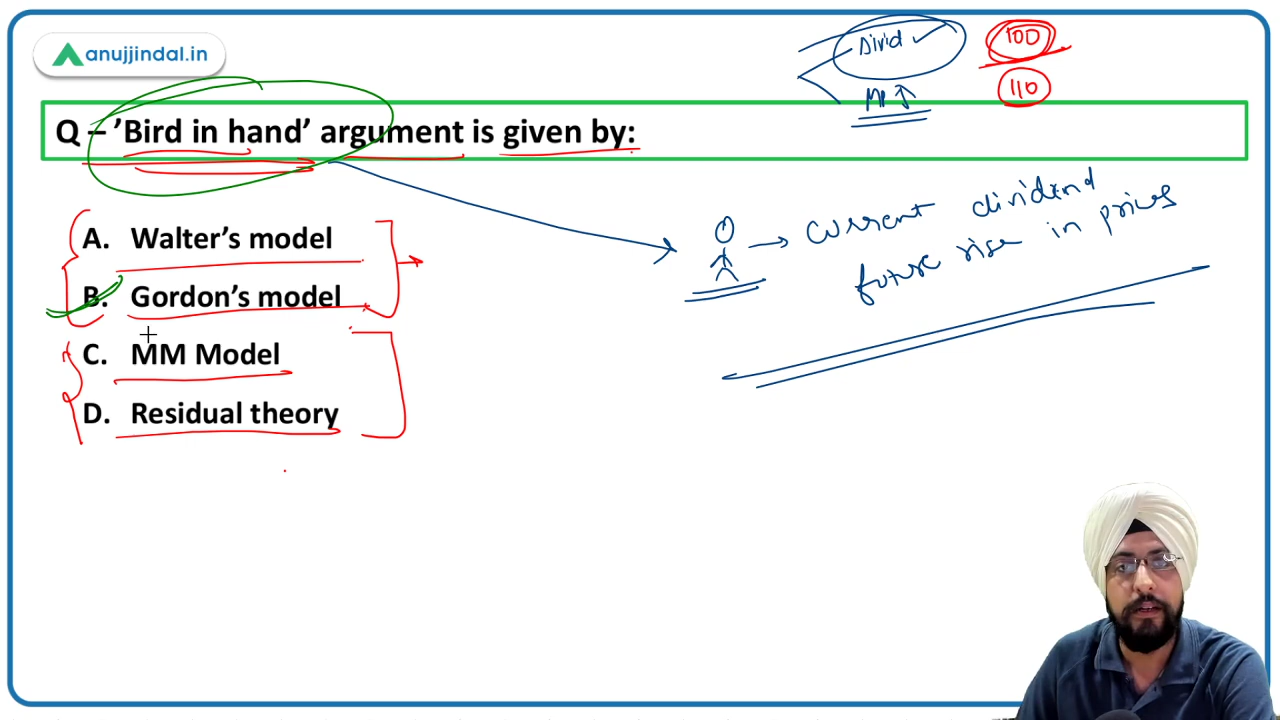 anujjindal.in
Divid ✓ 100
MP ↑ 110
Q – ’Bird in hand’ argument is given by:
A. Walter’s model
B. Gordon’s model
C. MM Model
D. Residual theory
current dividend
future rise in prices